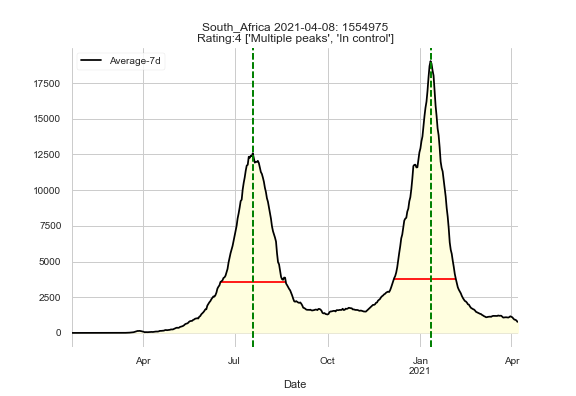 South_Africa 2021-04-08: 1554975
Rating:4 ['Multiple peaks', 'In control']
Average-7d
17500
15000
12500
10000
7500
5000
2500
0
Apr
Jul
Oct
Jan
2021
Apr
Date